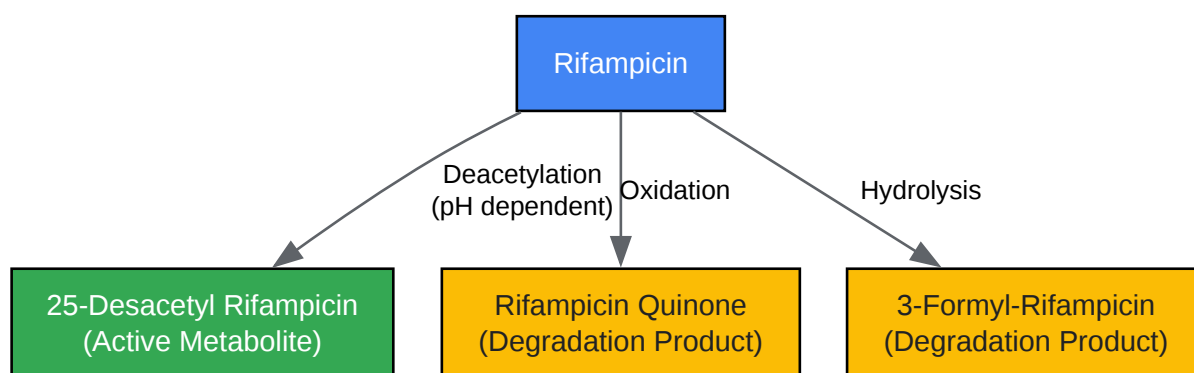 Rifampicin
Deacetylation
(pH dependent)
Oxidation
Hydrolysis
25-Desacetyl Rifampicin
(Active Metabolite)
Rifampicin Quinone
(Degradation Product)
3-Formyl-Rifampicin
(Degradation Product)